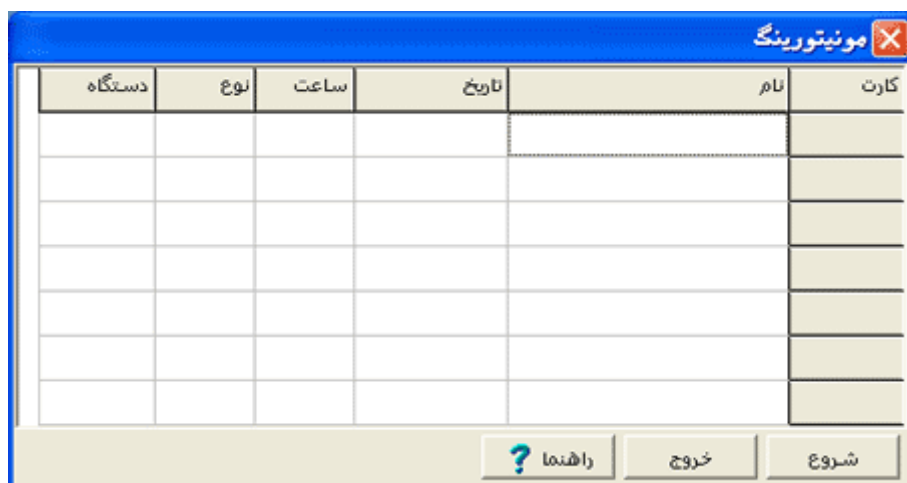 مونیتورینگ
کارت نام تاریخ ساعت نوع دستگاه
شروع خروج راهنما ?